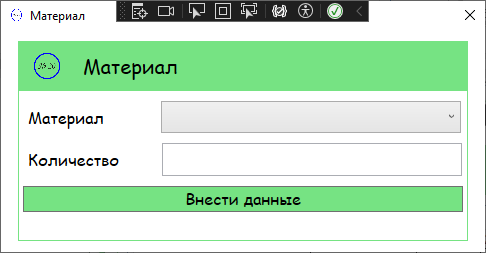 Материал
Материал
Материал
Количество
Внести данные